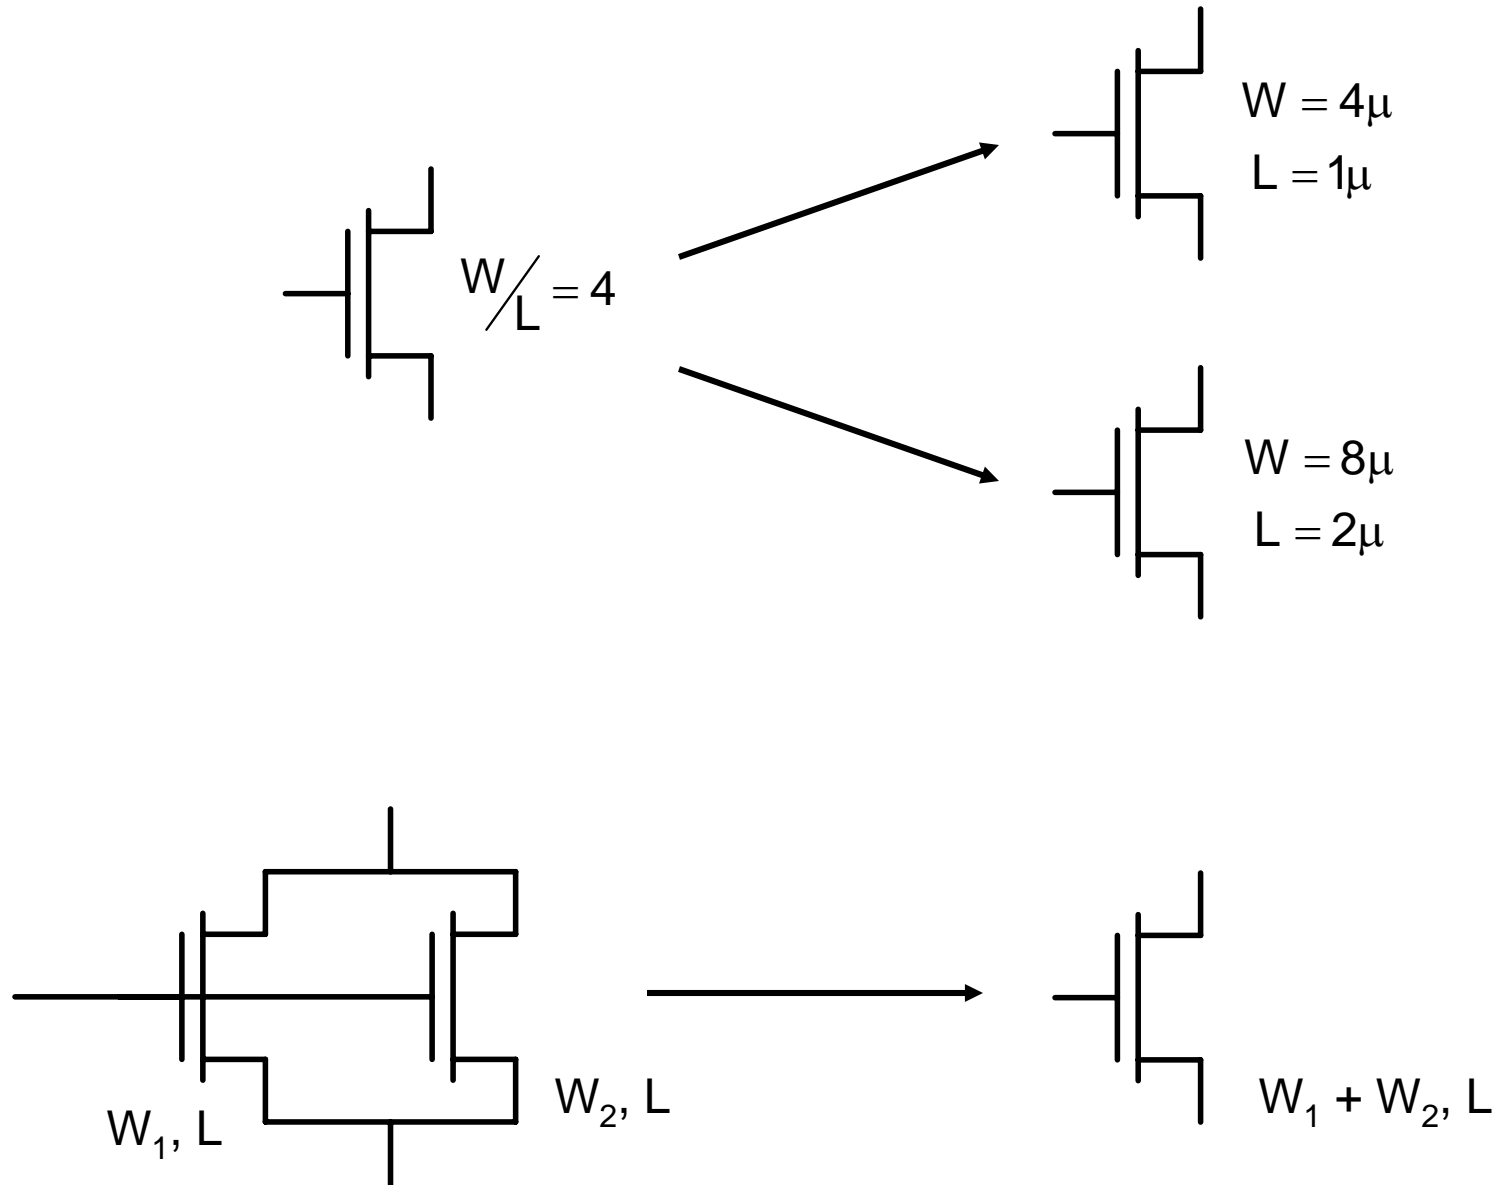 W = 4μ
L = 1μ
W/L = 4
W = 8μ
L = 2μ
W₁, L
W₂, L
W₁ + W₂, L